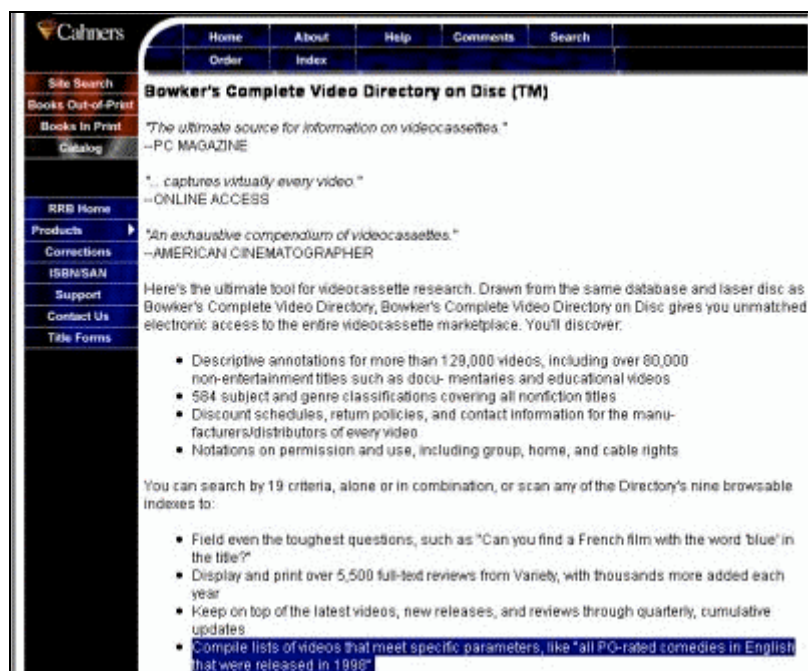 Cahners
Home About Help Comments Search
Order Index
Site Search
Books Out-of-Print
Books In Print
Catalog
RRB Home
Products
Corrections
ISBN/SAN
Support
Contact Us
Title Forms
Bowker's Complete Video Directory on Disc (TM)
"The ultimate source for information on videocassettes."
--PC MAGAZINE
"... captures virtually every video."
--ONLINE ACCESS
"An exhaustive compendium of videocassettes."
--AMERICAN CINEMATOGRAPHER
Here's the ultimate tool for videocassette research. Drawn from the same database and laser disc as
Bowker's Complete Video Directory, Bowker's Complete Video Directory on Disc gives you unmatched
electronic access to the entire videocassette marketplace. You'll discover:
• Descriptive annotations for more than 129,000 videos, including over 80,000
non-entertainment titles such as docu- mentaries and educational videos
• 584 subject and genre classifications covering all nonfiction titles
• Discount schedules, return policies, and contact information for the manu-
facturers/distributors of every video
• Notations on permission and use, including group, home, and cable rights
You can search by 19 criteria, alone or in combination, or scan any of the Directory's nine browsable
indexes to:
• Field even the toughest questions, such as "Can you find a French film with the word 'blue' in
the title?"
• Display and print over 5,500 full-text reviews from Variety, with thousands more added each
year
• Keep on top of the latest videos, new releases, and reviews through quarterly, cumulative
updates
• Compile lists of videos that meet specific parameters, like "all PG-rated comedies in English
that were released in 1998"